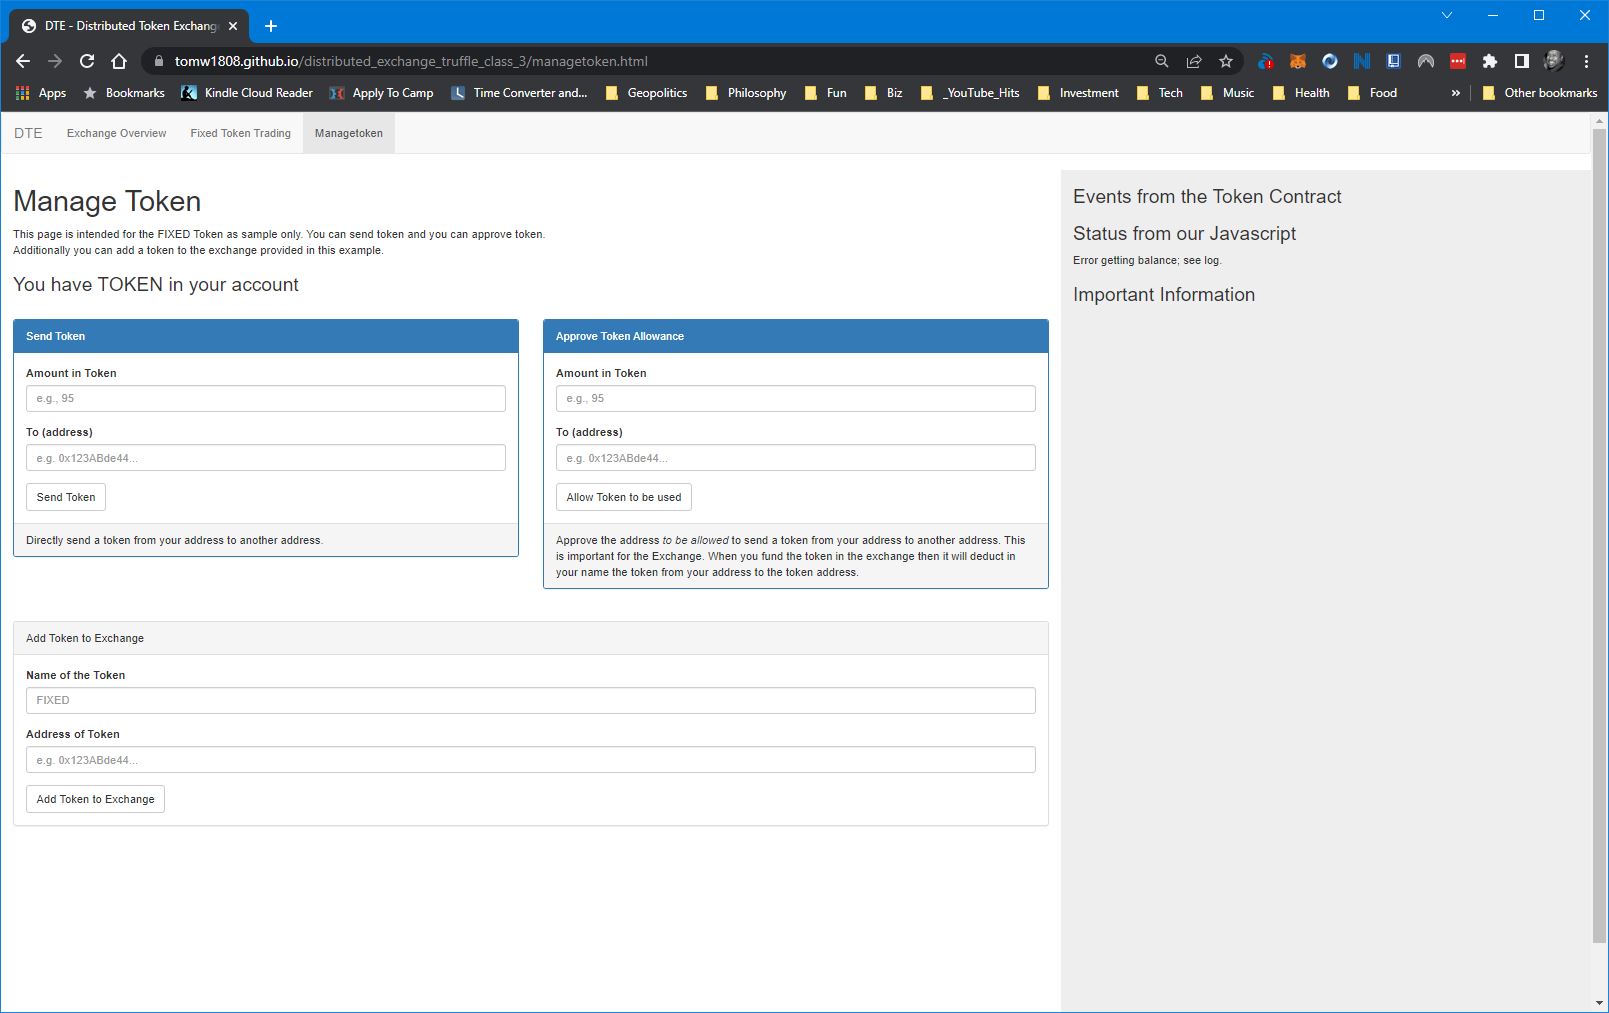 DTE - Distributed Token Exchang
tomw1808.github.io/distributed_exchange_truffle_class_3/managetoken.html
Apps Bookmarks Kindle Cloud Reader Apply To Camp Time Converter and... Geopolitics Philosophy Fun Biz _YouTube_Hits Investment Tech Music Health Food » Other bookmarks
DTE Exchange Overview Fixed Token Trading Managetoken
Manage Token
This page is intended for the FIXED Token as sample only. You can send token and you can approve token.
Additionally you can add a token to the exchange provided in this example.
You have TOKEN in your account
Send Token
Amount in Token
e.g., 95
To (address)
e.g. 0x123ABde44...
Send Token
Directly send a token from your address to another address.
Approve Token Allowance
Amount in Token
e.g., 95
To (address)
e.g. 0x123ABde44...
Allow Token to be used
Approve the address to be allowed to send a token from your address to another address. This
is important for the Exchange. When you fund the token in the exchange then it will deduct in
your name the token from your address to the token address.
Add Token to Exchange
Name of the Token
FIXED
Address of Token
e.g. 0x123ABde44...
Add Token to Exchange
Events from the Token Contract
Status from our Javascript
Error getting balance; see log.
Important Information